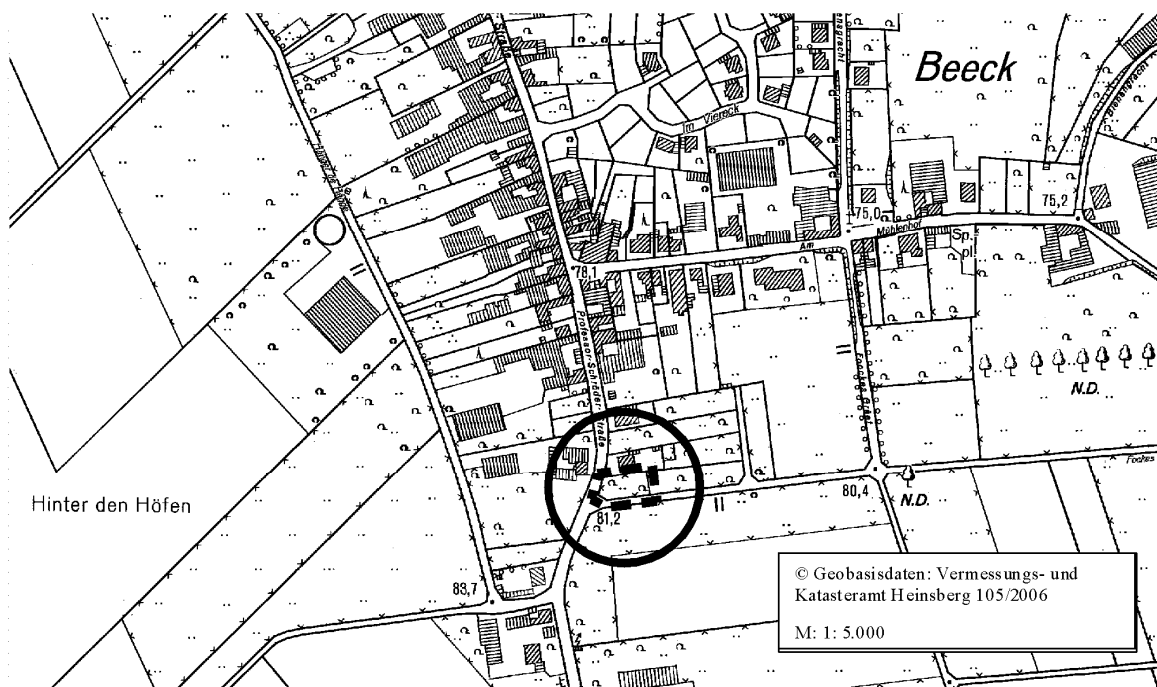 Beeck
Straße
Im Viereck
75,2
75,0
Mühlenhof
Am
Sp.
pl.
78,1
Professor-Schröder-Straße
N.D.
Hinter den Höfen
81,2
80,4
N.D.
83,7
© Geobasisdaten: Vermessungs- und
Katasteramt Heinsberg 105/2006
M: 1: 5.000